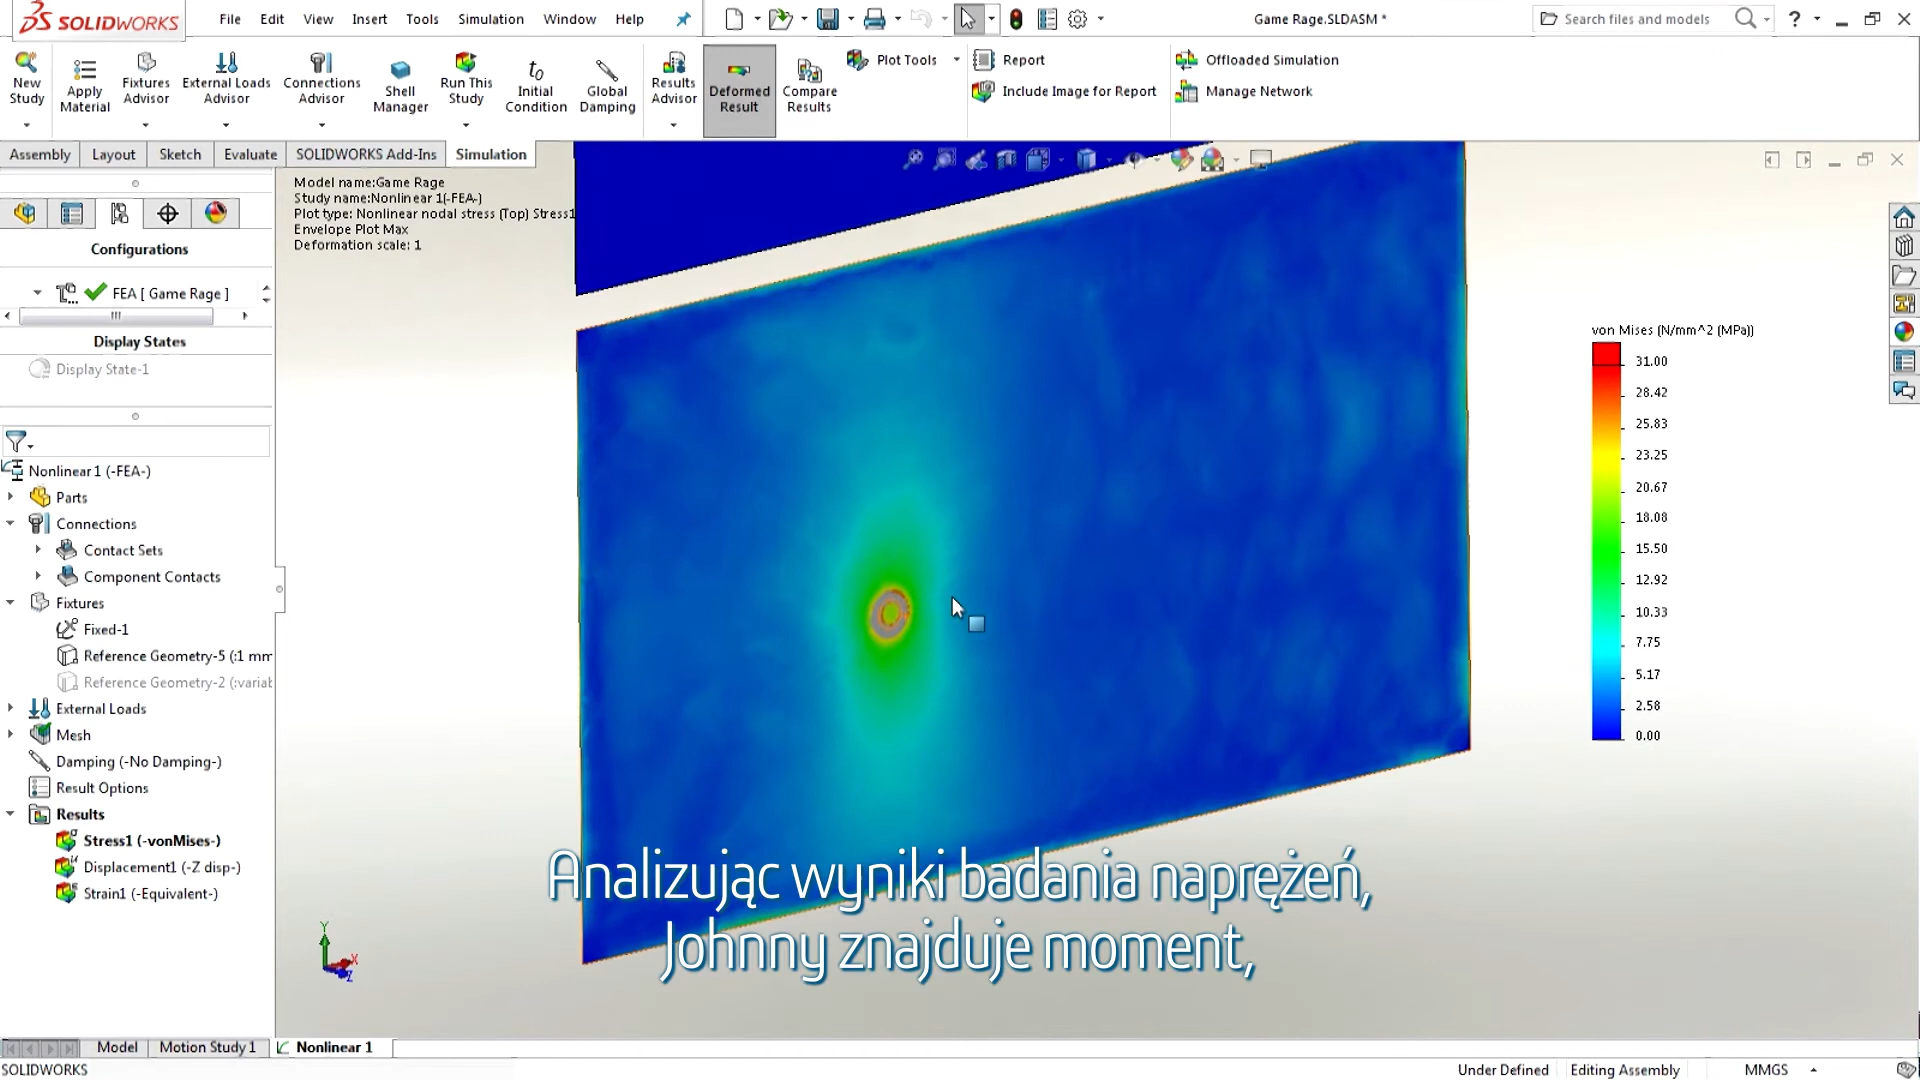 SOLIDWORKS
File Edit View Insert Tools Simulation Window Help
Game Rage.SLDASM *
Search files and models
?
New Study
Apply Material
Fixtures Advisor
External Loads Advisor
Connections Advisor
Shell Manager
Run This Study
t0 Initial Condition
Global Damping
Results Advisor
Deformed Result
Compare Results
Plot Tools
Report
Include Image for Report
Offloaded Simulation
Manage Network
Assembly Layout Sketch Evaluate SOLIDWORKS Add-Ins Simulation
Configurations
FEA [ Game Rage ]
Display States
Display State-1
Nonlinear 1 (-FEA-)
Parts
Connections
Contact Sets
Component Contacts
Fixtures
Fixed-1
Reference Geometry-5 (:1 mm
Reference Geometry-2 (:variab
External Loads
Mesh
Damping (-No Damping-)
Result Options
Results
Stress1 (-vonMises-)
Displacement1 (-Z disp-)
Strain1 (-Equivalent-)
Model name:Game Rage
Study name:Nonlinear 1(-FEA-)
Plot type: Nonlinear nodal stress (Top) Stress1
Envelope Plot Max
Deformation scale: 1
von Mises (N/mm^2 (MPa))
31.00
28.42
25.83
23.25
20.67
18.08
15.50
12.92
10.33
7.75
5.17
2.58
0.00
Y
X
Z
Analizując wyniki badania naprężeń,
Johnny znajduje moment,
Model Motion Study 1 Nonlinear 1
SOLIDWORKS
Under Defined Editing Assembly MMGS